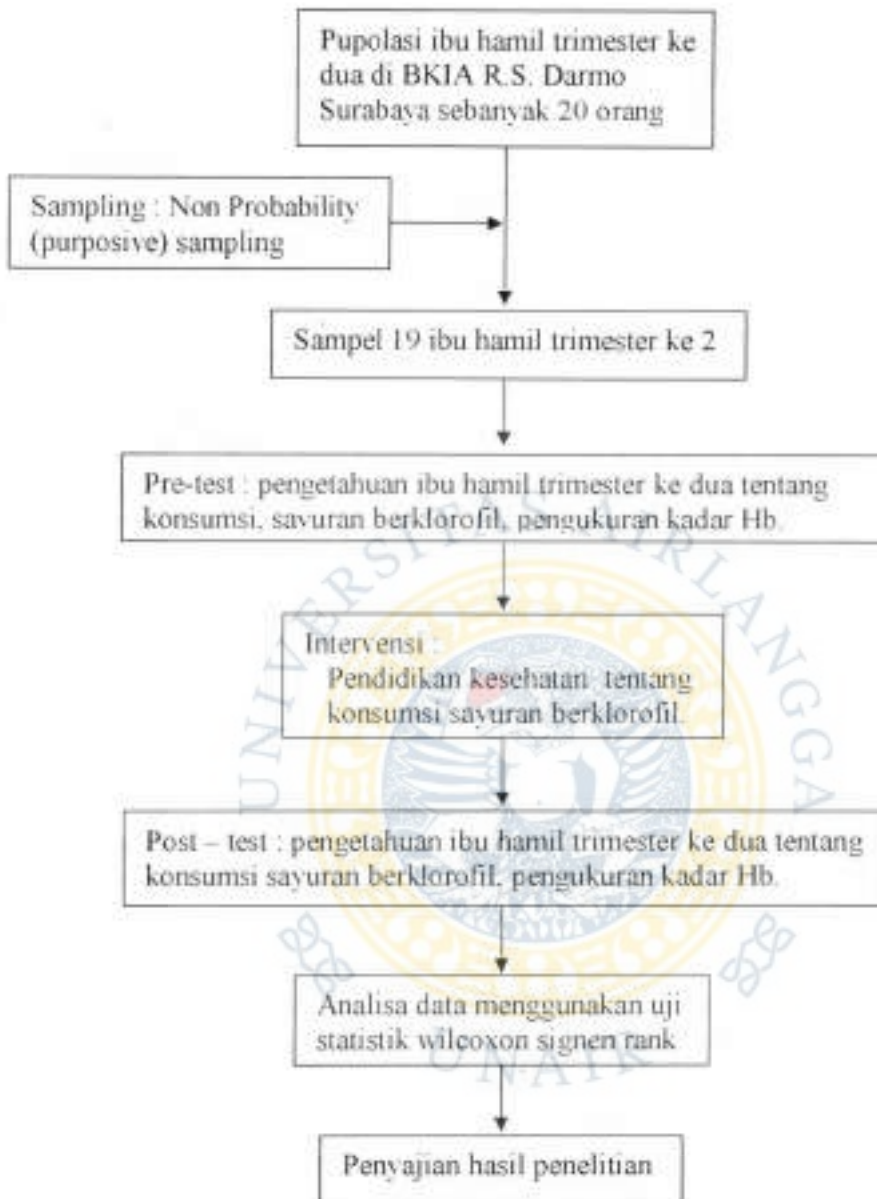 Pupolasi ibu hamil trimester ke
dua di BKIA R.S. Darmo
Surabaya sebanyak 20 orang
Sampling : Non Probability
(purposive) sampling
Sampel 19 ibu hamil trimester ke 2
Pre-test : pengetahuan ibu hamil trimester ke dua tentang
konsumsi, sayuran berklorofil, pengukuran kadar Hb.
Intervensi :
Pendidikan kesehatan tentang
konsumsi sayuran berklorofil.
Post – test : pengetahuan ibu hamil trimester ke dua tentang
konsumsi sayuran berklorofil, pengukuran kadar Hb.
Analisa data menggunakan uji
statistik wilcoxon signen rank
Penyajian hasil penelitian
UNIVERSITAS AIRLANGGA
UNAIR